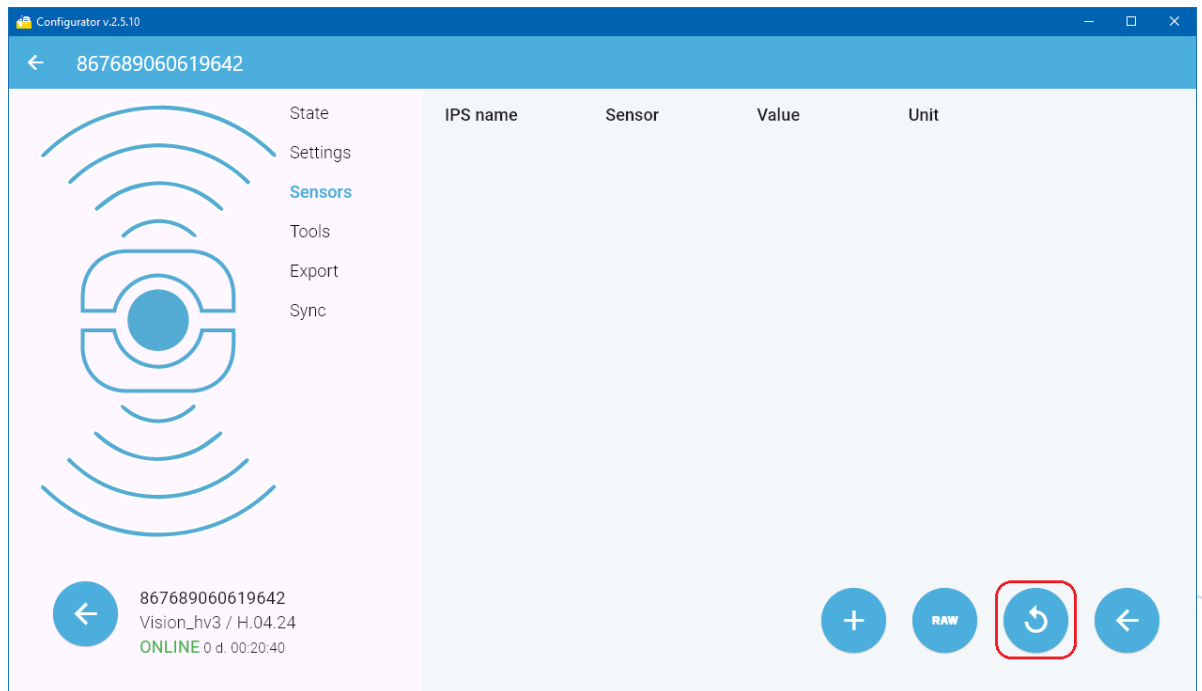 Configurator v.2.5.10
867689060619642
State
Settings
Sensors
Tools
Export
Sync
IPS name Sensor Value Unit
867689060619642
Vision_hv3 / H.04.24
ONLINE 0 d. 00:20:40
RAW